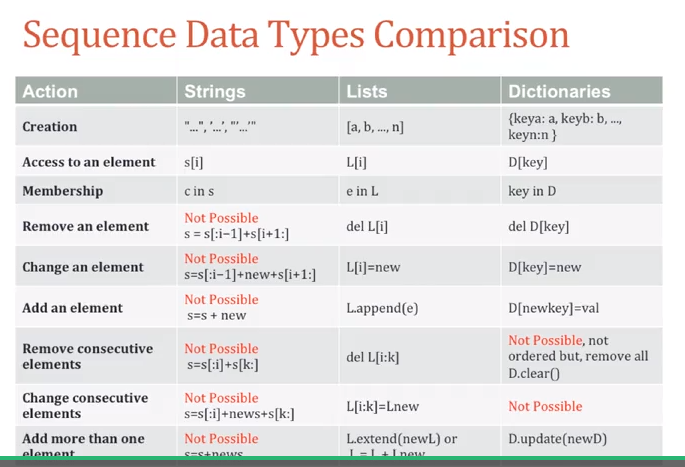 Sequence Data Types Comparison
Action Strings Lists Dictionaries
Creation "...", '...', '''...''' [a, b, ..., n] {keya: a, keyb: b, ...,
keyn:n }
Access to an element s[i] L[i] D[key]
Membership c in s e in L key in D
Remove an element Not Possible
s = s[:i−1]+s[i+1:] del L[i] del D[key]
Change an element Not Possible
s=s[:i−1]+new+s[i+1:] L[i]=new D[key]=new
Add an element Not Possible
s=s + new L.append(e) D[newkey]=val
Remove consecutive
elements Not Possible
s=s[:i]+s[k:] del L[i:k] Not Possible, not
ordered but, remove all
D.clear()
Change consecutive
elements Not Possible
s=s[:i]+news+s[k:] L[i:k]=Lnew Not Possible
Add more than one
element Not Possible
s=s+news L.extend(newL) or
L = L + Lnew D.update(newD)